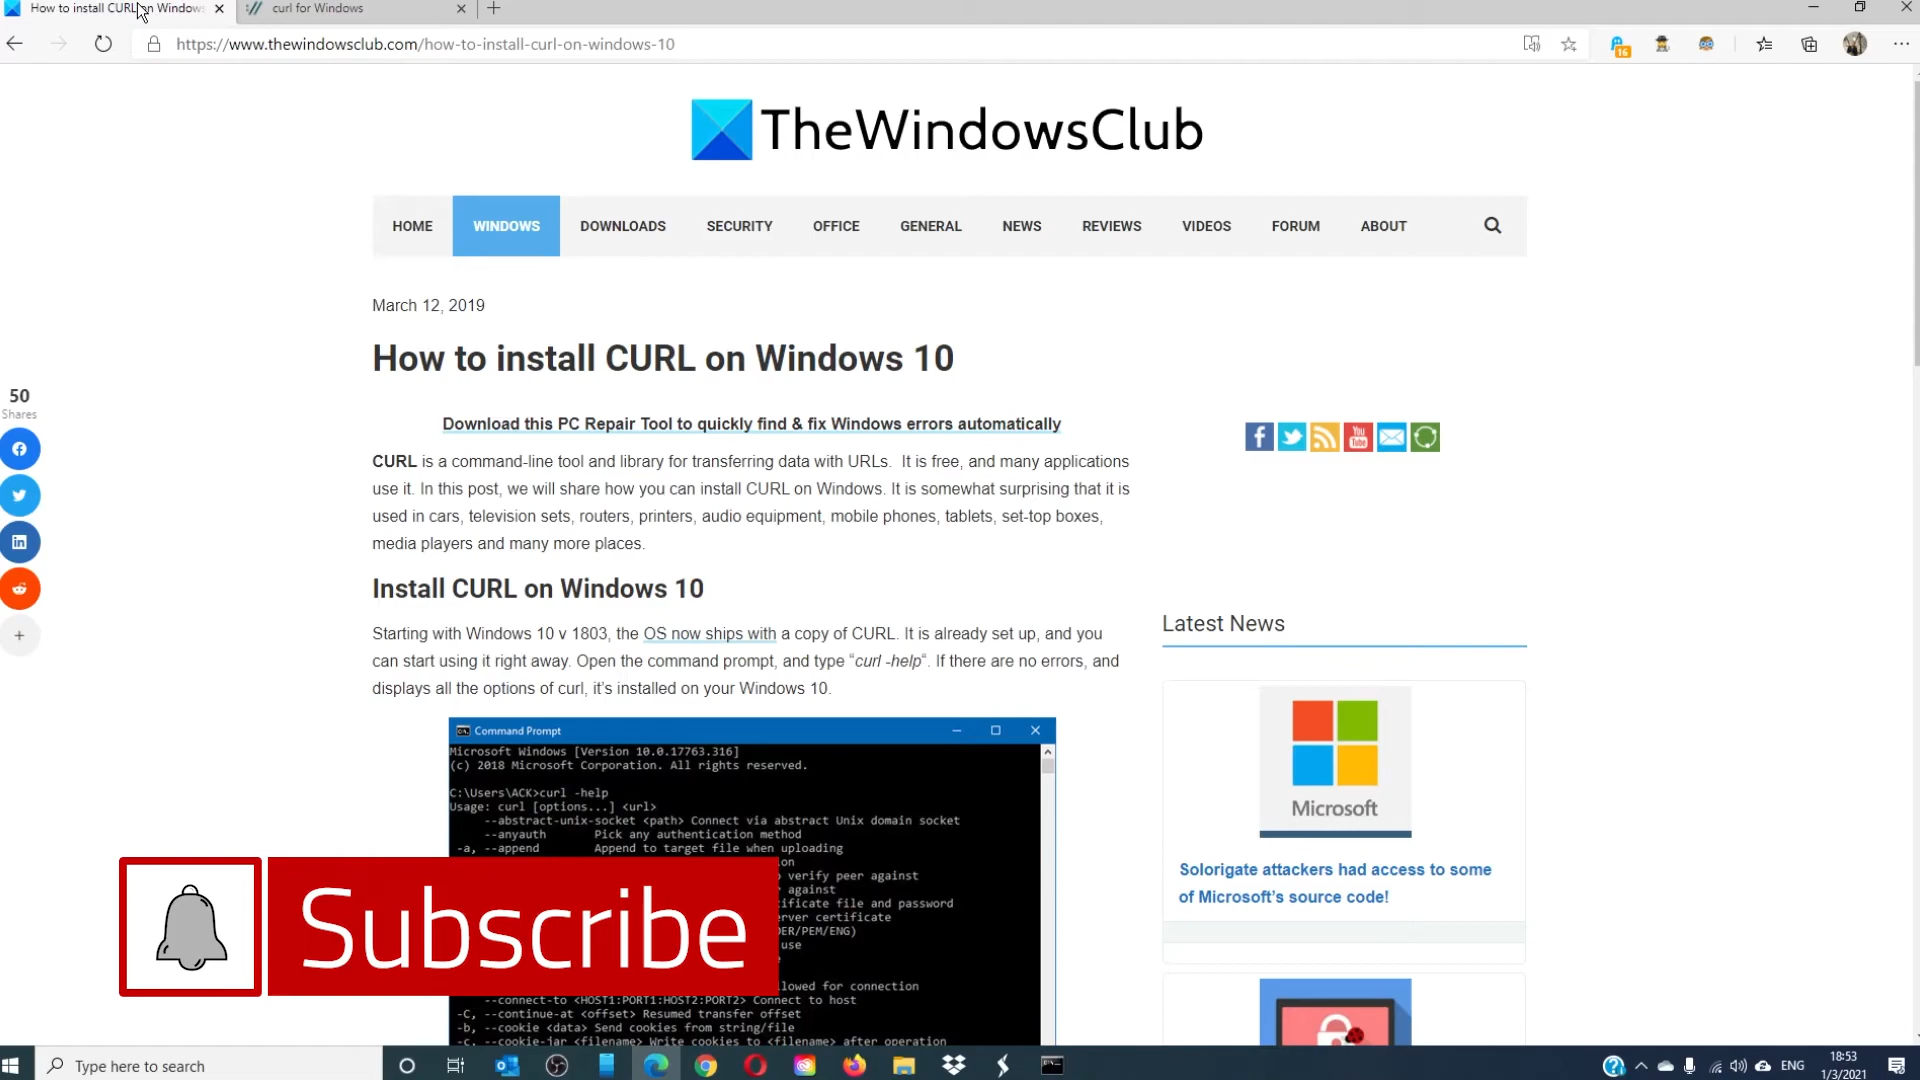 How to install CURL on Windows
curl for Windows
https://www.thewindowsclub.com/how-to-install-curl-on-windows-10
16
TheWindowsClub
HOME
WINDOWS
DOWNLOADS
SECURITY
OFFICE
GENERAL
NEWS
REVIEWS
VIDEOS
FORUM
ABOUT
March 12, 2019
How to install CURL on Windows 10
50
Shares
Download this PC Repair Tool to quickly find & fix Windows errors automatically
You
Tube
CURL is a command-line tool and library for transferring data with URLs. It is free, and many applications
use it. In this post, we will share how you can install CURL on Windows. It is somewhat surprising that it is
used in cars, television sets, routers, printers, audio equipment, mobile phones, tablets, set-top boxes,
media players and many more places.
Install CURL on Windows 10
Starting with Windows 10 v 1803, the OS now ships with a copy of CURL. It is already set up, and you
can start using it right away. Open the command prompt, and type “curl -help“. If there are no errors, and
displays all the options of curl, it’s installed on your Windows 10.
Latest News
Microsoft
Solorigate attackers had access to some
of Microsoft’s source code!
Command Prompt
Microsoft Windows [Version 10.0.17763.316]
(c) 2018 Microsoft Corporation. All rights reserved.
C:\Users\ACK>curl -help
Usage: curl [options...] <url>
--abstract-unix-socket <path> Connect via abstract Unix domain socket
--anyauth Pick any authentication method
-a, --append Append to target file when uploading
verify peer against
against
file and password
certificate
/PEM/ENG)
use
for connection
--connect-to <HOST1:PORT1:HOST2:PORT2> Connect to host
-C, --continue-at <offset> Resumed transfer offset
-b, --cookie <data> Send cookies from string/file
-c, --cookie-jar <filename> Write cookies to <filename> after operation
Subscribe
Type here to search
ENG
18:53
1/3/2021